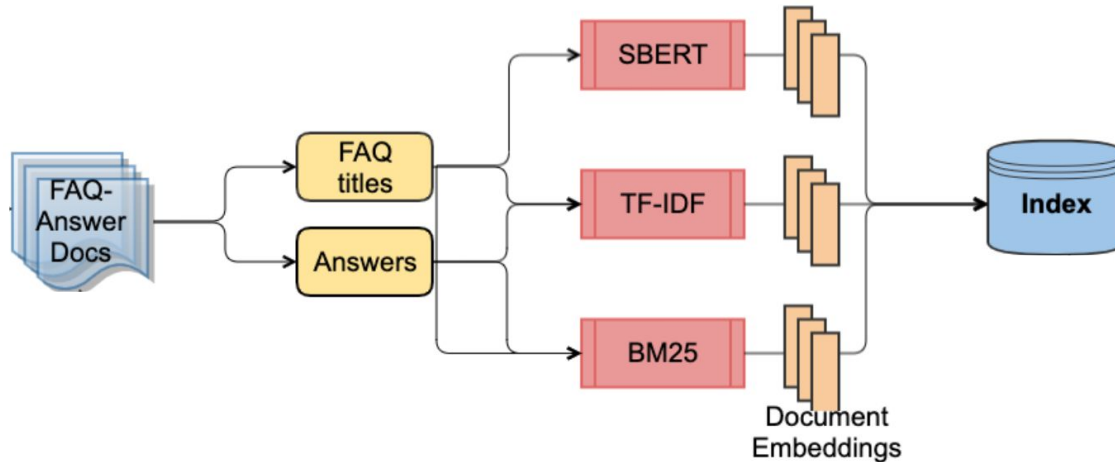 FAQ-
Answer
Docs
FAQ
titles
Answers
SBERT
TF-IDF
BM25
Document
Embeddings
Index